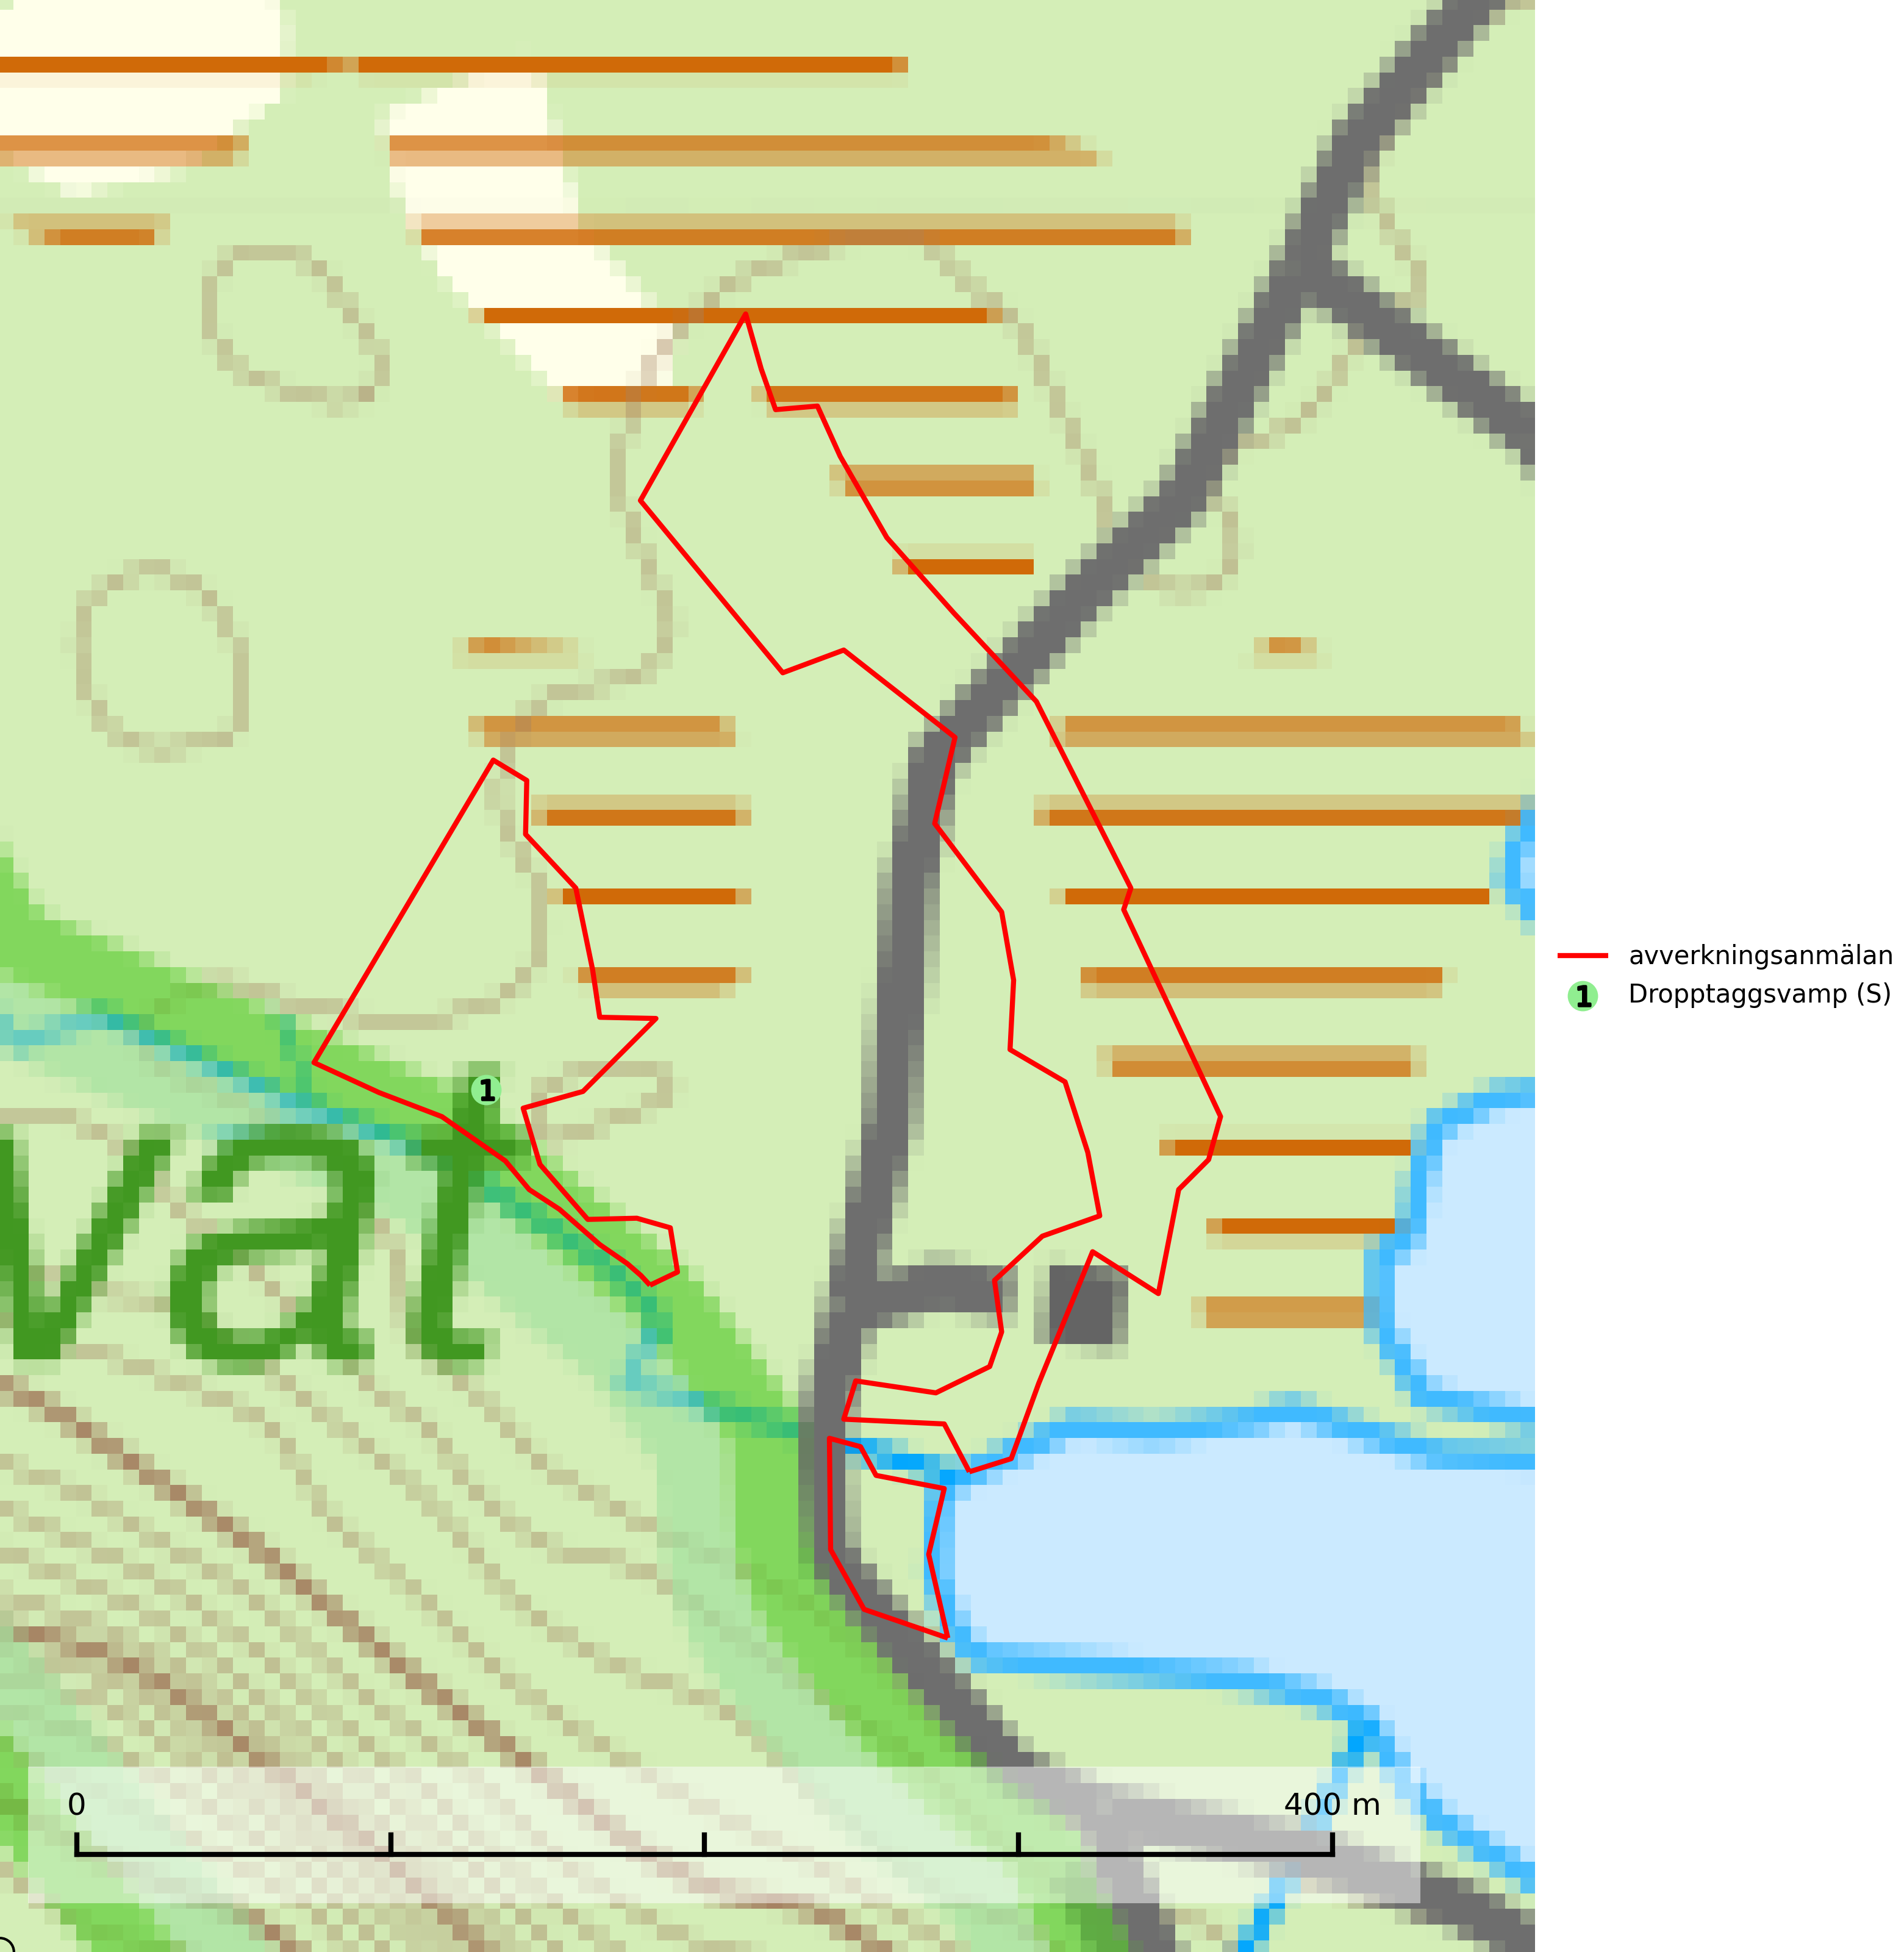 avverkningsanmälan
1 Dropptaggsvamp (S)
1
0 400 m